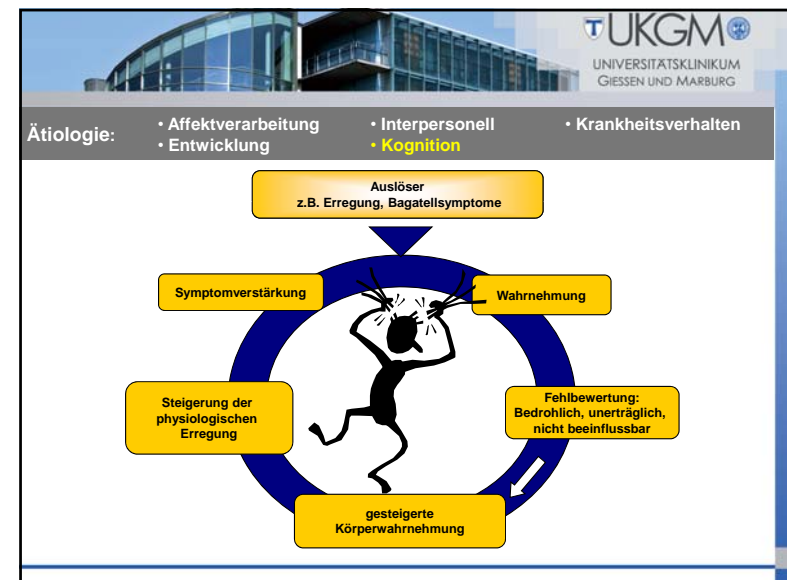 UKGM
UNIVERSITÄTSKLINIKUM
GIESSEN UND MARBURG
Ätiologie:
• Affektverarbeitung
• Entwicklung
• Interpersonell
• Kognition
• Krankheitsverhalten
Auslöser
z.B. Erregung, Bagatellsymptome
Symptomverstärkung
Wahrnehmung
Steigerung der
physiologischen
Erregung
Fehlbewertung:
Bedrohlich, unerträglich,
nicht beeinflussbar
gesteigerte
Körperwahrnehmung